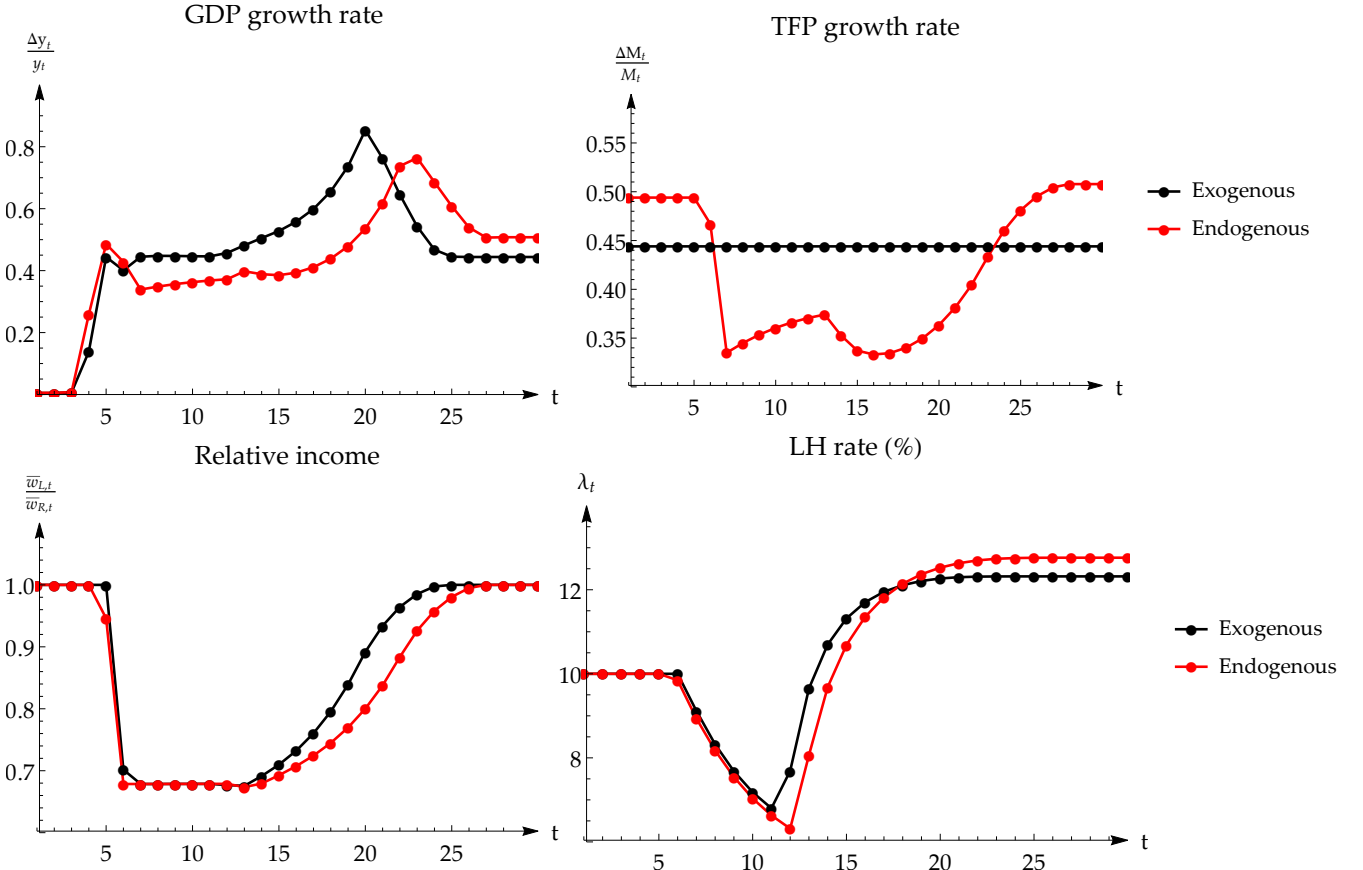 GDP growth rate
Δy_t / y_t
0.8
0.6
0.4
0.2
5 10 15 20 25 t
TFP growth rate
ΔM_t / M_t
0.55
0.50
0.45
0.40
0.35
5 10 15 20 25 t
Exogenous
Endogenous
Relative income
w̅_{L,t} / w̅_{R,t}
1.0
0.9
0.8
0.7
5 10 15 20 25 t
LH rate (%)
λ_t
12
10
8
5 10 15 20 25 t
Exogenous
Endogenous